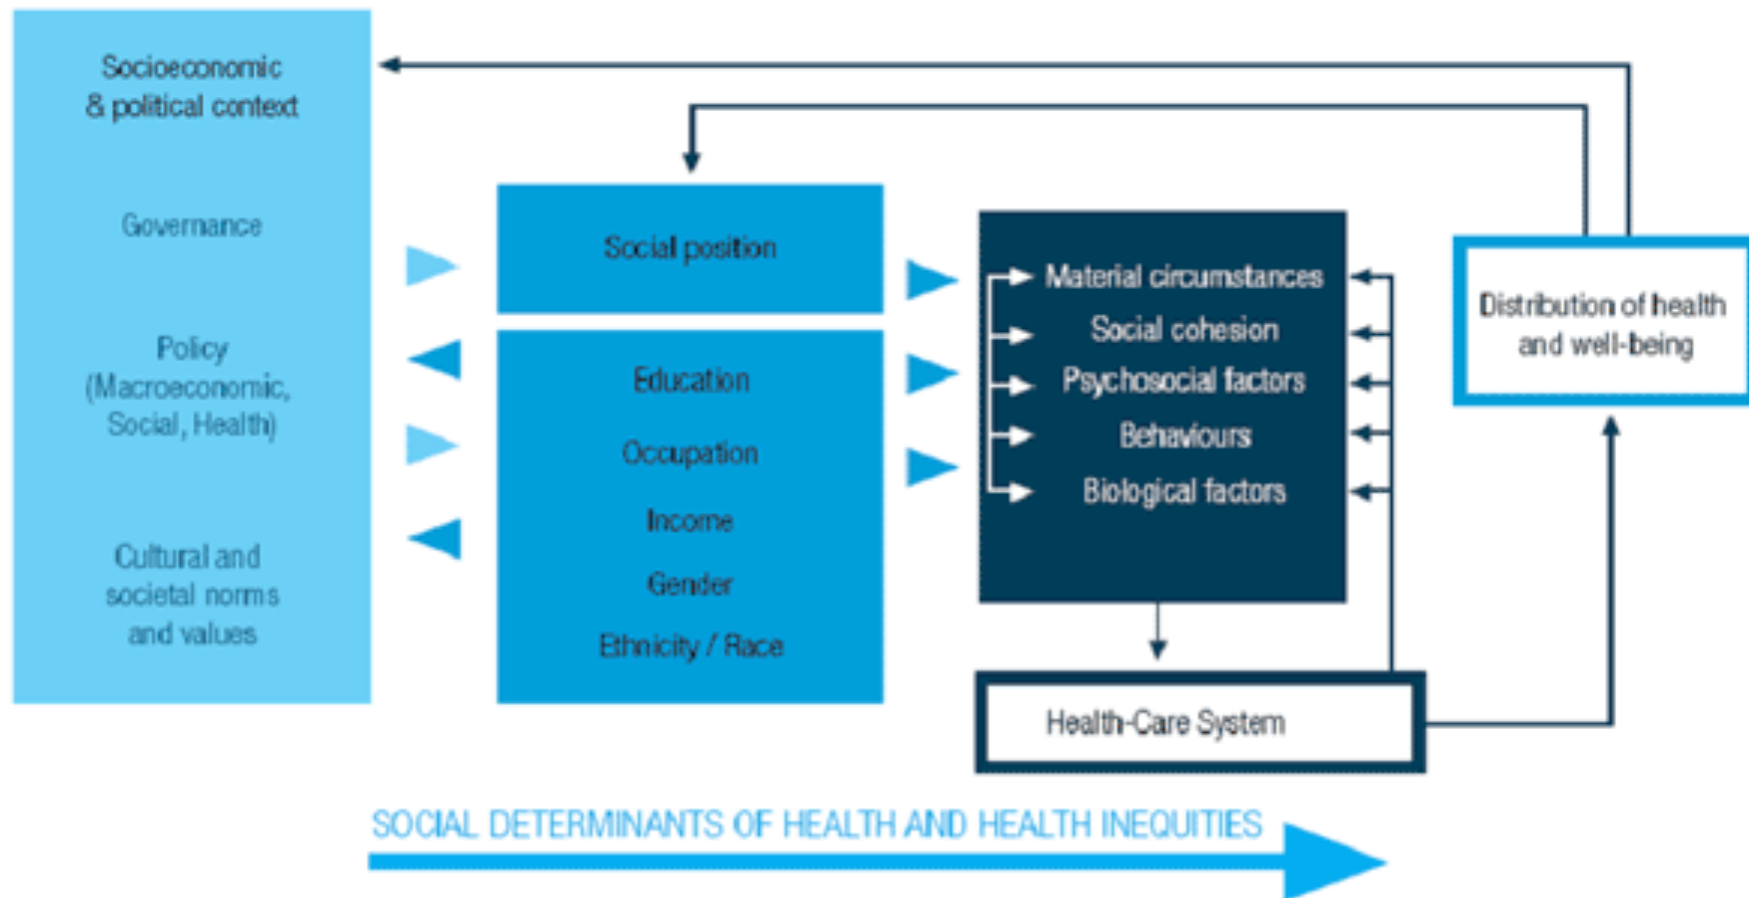 Socioeconomic
& political context
Governance
Policy
(Macroeconomic,
Social, Health)
Cultural and
societal norms
and values
Social position
Education
Occupation
Income
Gender
Ethnicity / Race
Material circumstances
Social cohesion
Psychosocial factors
Behaviours
Biological factors
Health-Care System
Distribution of health
and well-being
SOCIAL DETERMINANTS OF HEALTH AND HEALTH INEQUITIES